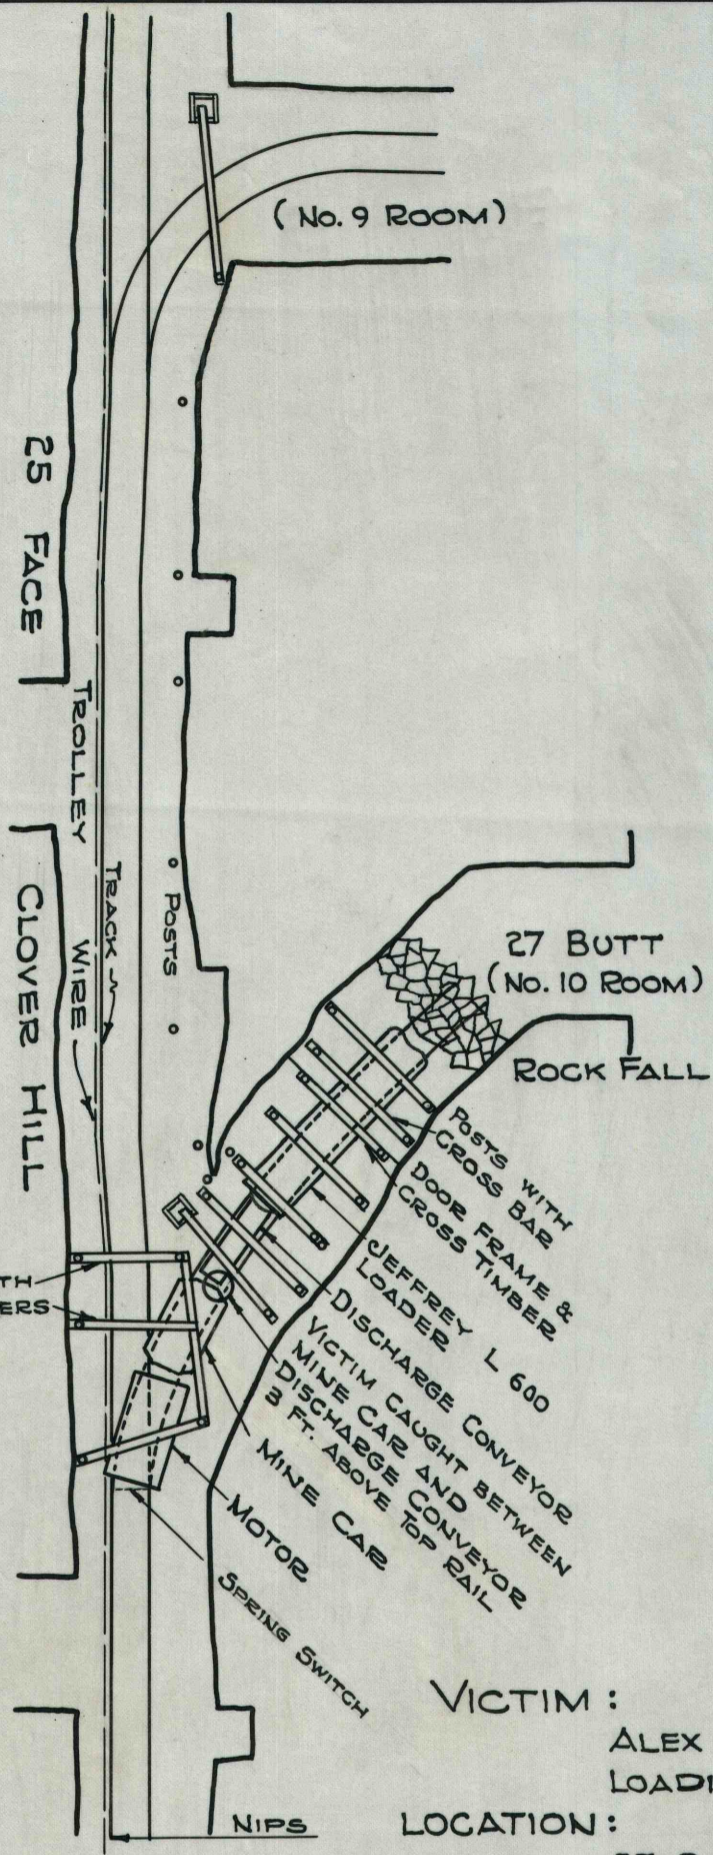 (No. 9 ROOM)
25 FACE
TROLLEY WIRE
TRACK
POSTS
CLOVER HILL
27 BUTT
(No. 10 ROOM)
ROCK FALL
POSTS WITH
CROSS BAR
DOOR FRAME &
CROSS TIMBER
JEFFREY L 600
LOADER
DISCHARGE CONVEYOR
VICTIM CAUGHT BETWEEN
MINE CAR AND
DISCHARGE CONVEYOR
3 FT. ABOVE TOP RAIL
MINE CAR
MOTOR
SPRING SWITCH
NIPS
VICTIM:
ALEX
LOCATION: